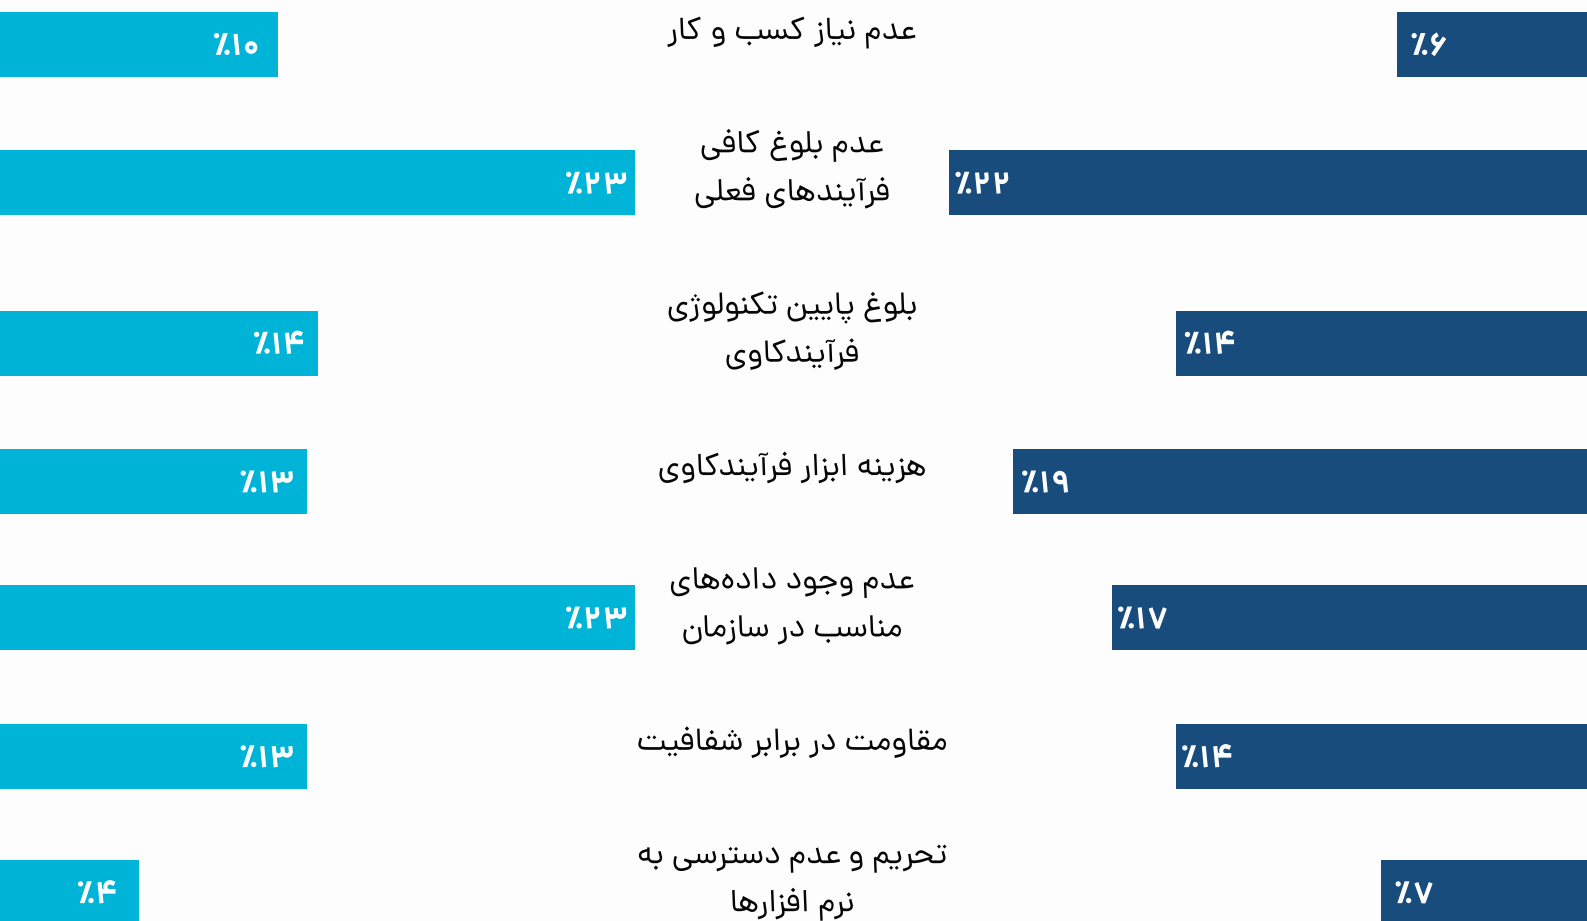 ٪۶
عدم نیاز کسب و کار
٪۱۰
٪۲۲
عدم بلوغ کافی
فرآیندهای فعلی
٪۲۳
٪۱۴
بلوغ پایین تکنولوژی
فرآیندکاوی
٪۱۴
٪۱۹
هزینه ابزار فرآیندکاوی
٪۱۳
٪۱۷
عدم وجود داده‌های
مناسب در سازمان
٪۲۳
٪۱۴
مقاومت در برابر شفافیت
٪۱۳
٪۷
تحریم و عدم دسترسی به
نرم افزارها
٪۴